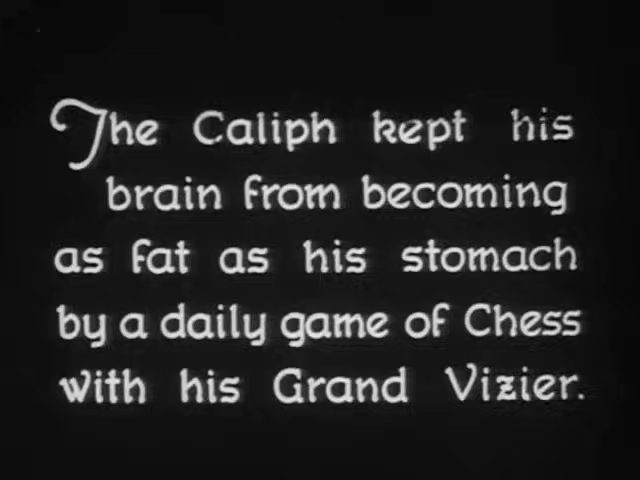 The Caliph kept his
brain from becoming
as fat as his stomach
by a daily game of Chess
with his Grand Vizier.